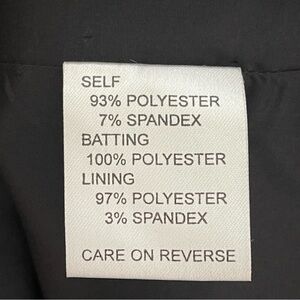 SELF
93% POLYESTER
7% SPANDEX
BATTING
100% POLYESTER
LINING
97% POLYESTER
3% SPANDEX
CARE ON REVERSE